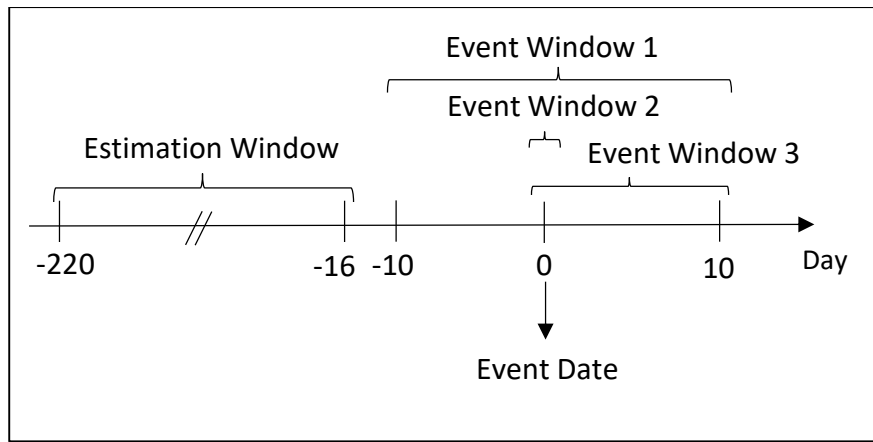 Event Window 1
Event Window 2
Estimation Window
Event Window 3
-220
-16
-10
0
10
Day
Event Date